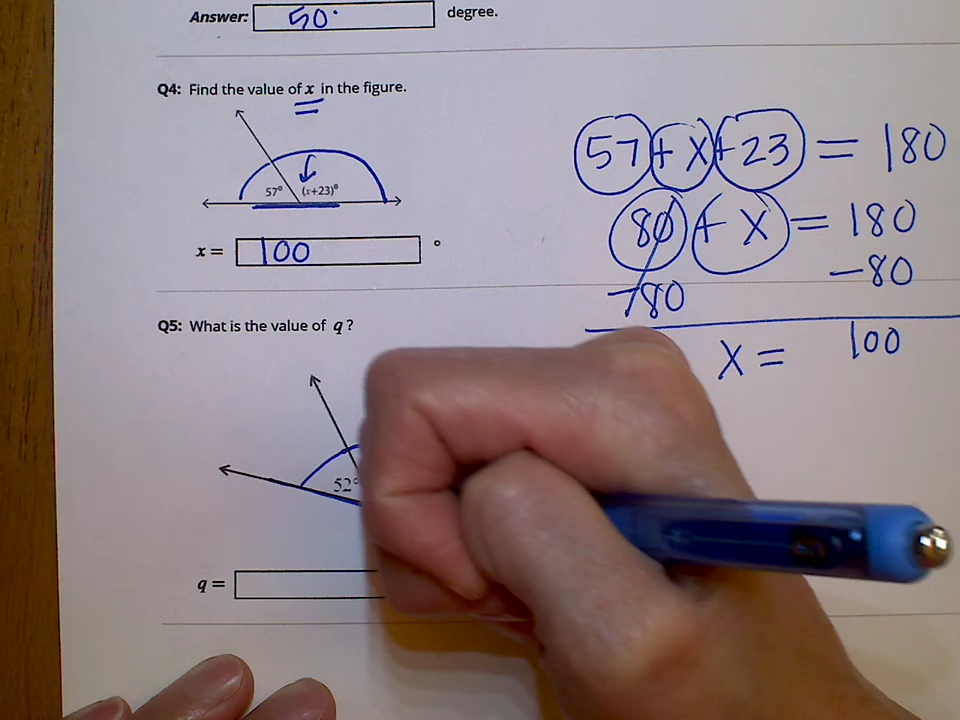 Answer: 50° degree.
Q4: Find the value of x in the figure.
57° (x+23)°
x = 100 °
57 + x + 23 = 180
80 + x = 180
-80 -80
x = 100
Q5: What is the value of q ?
52°
q =